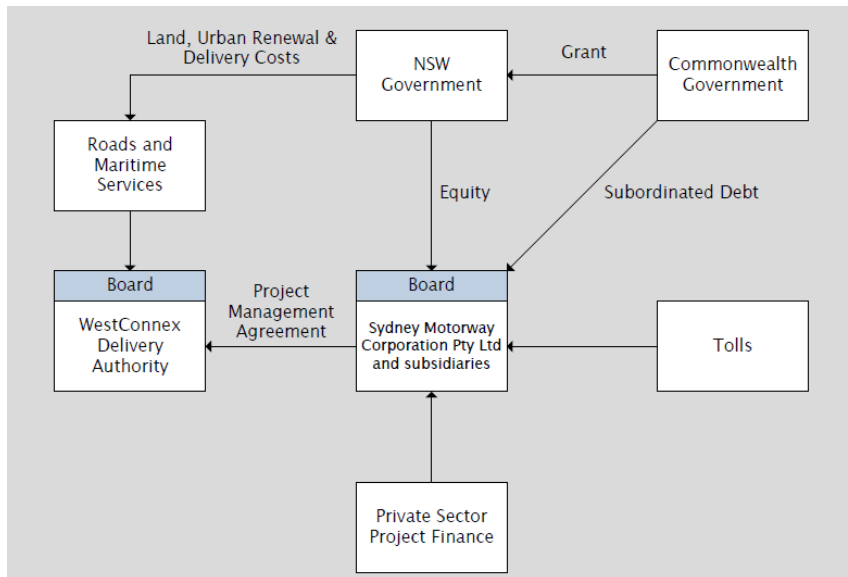 Land, Urban Renewal &
Delivery Costs
NSW
Government
Grant
Commonwealth
Government
Roads and
Maritime
Services
Equity
Subordinated Debt
Board
WestConnex
Delivery
Authority
Project
Management
Agreement
Board
Sydney Motorway
Corporation Pty Ltd
and subsidiaries
Tolls
Private Sector
Project Finance